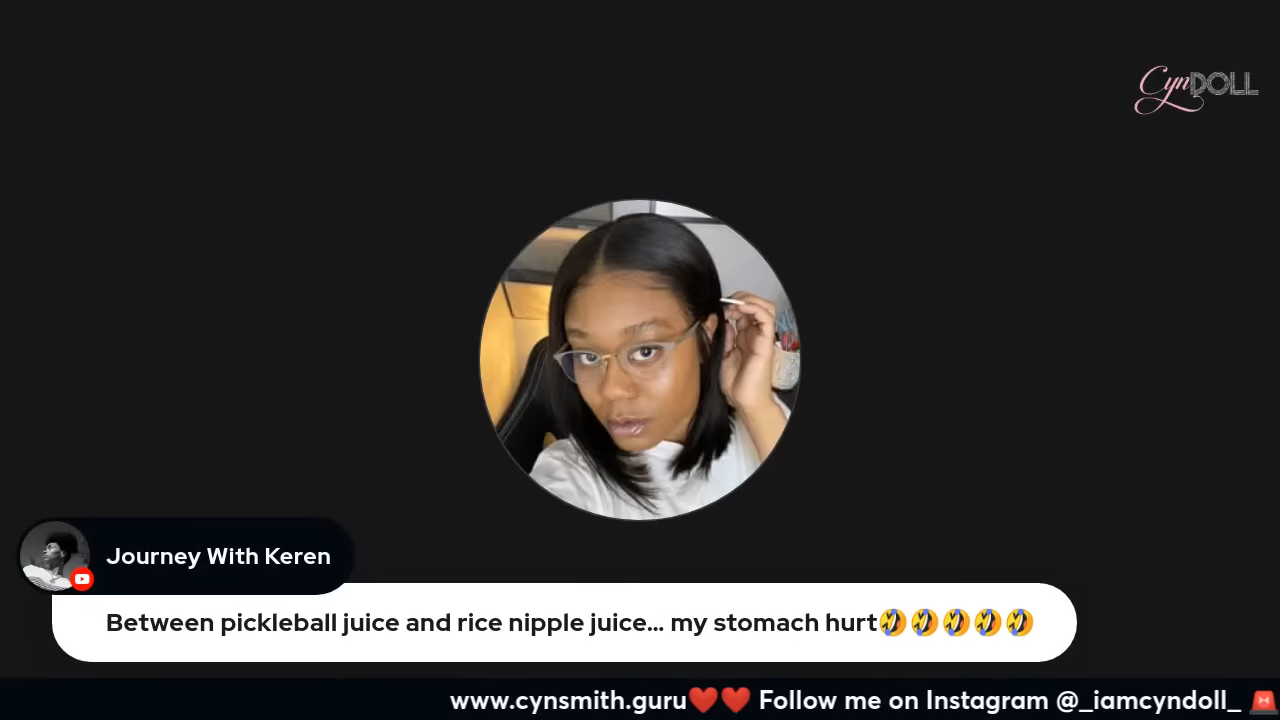 CynDOLL
Journey With Keren
Between pickleball juice and rice nipple juice... my stomach hurt🤣🤣🤣🤣🤣
www.cynsmith.guru❤️❤️ Follow me on Instagram @_iamcyndoll_ 🚨